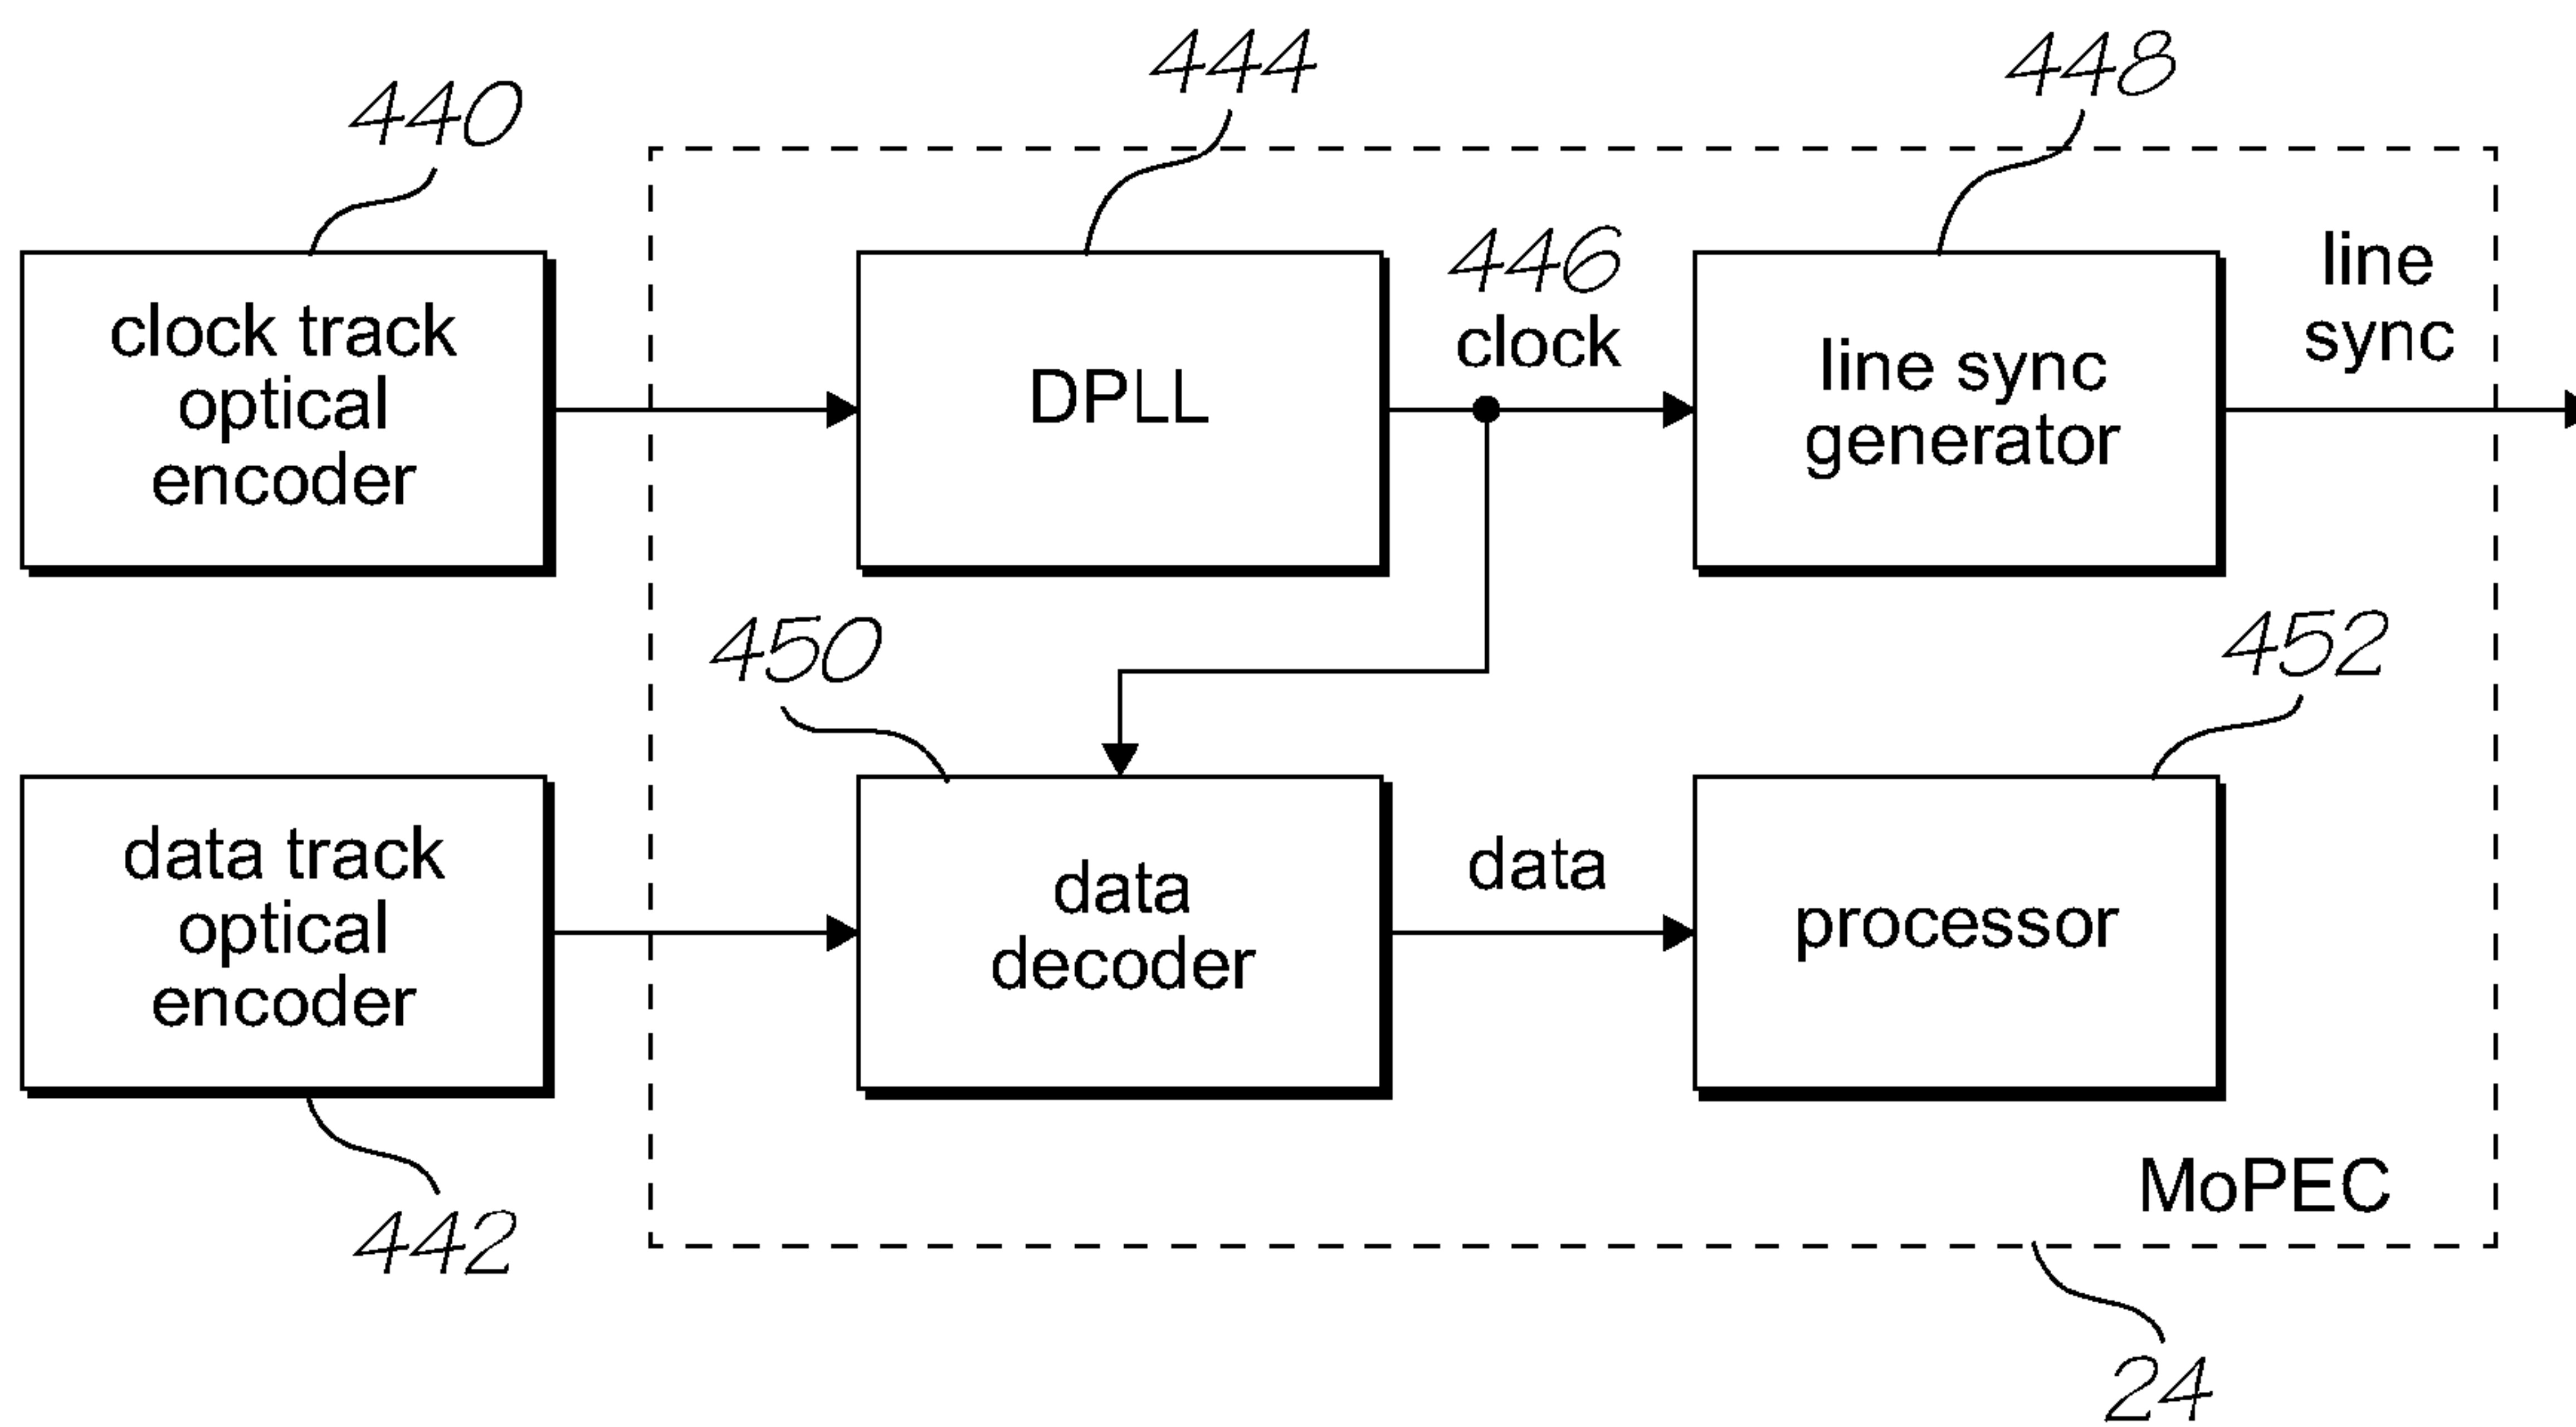 440
444
448
clock track
optical
encoder
DPLL
446
clock
line sync
generator
line
sync
450
452
data track
optical
encoder
data
decoder
data
processor
442
MoPEC
24